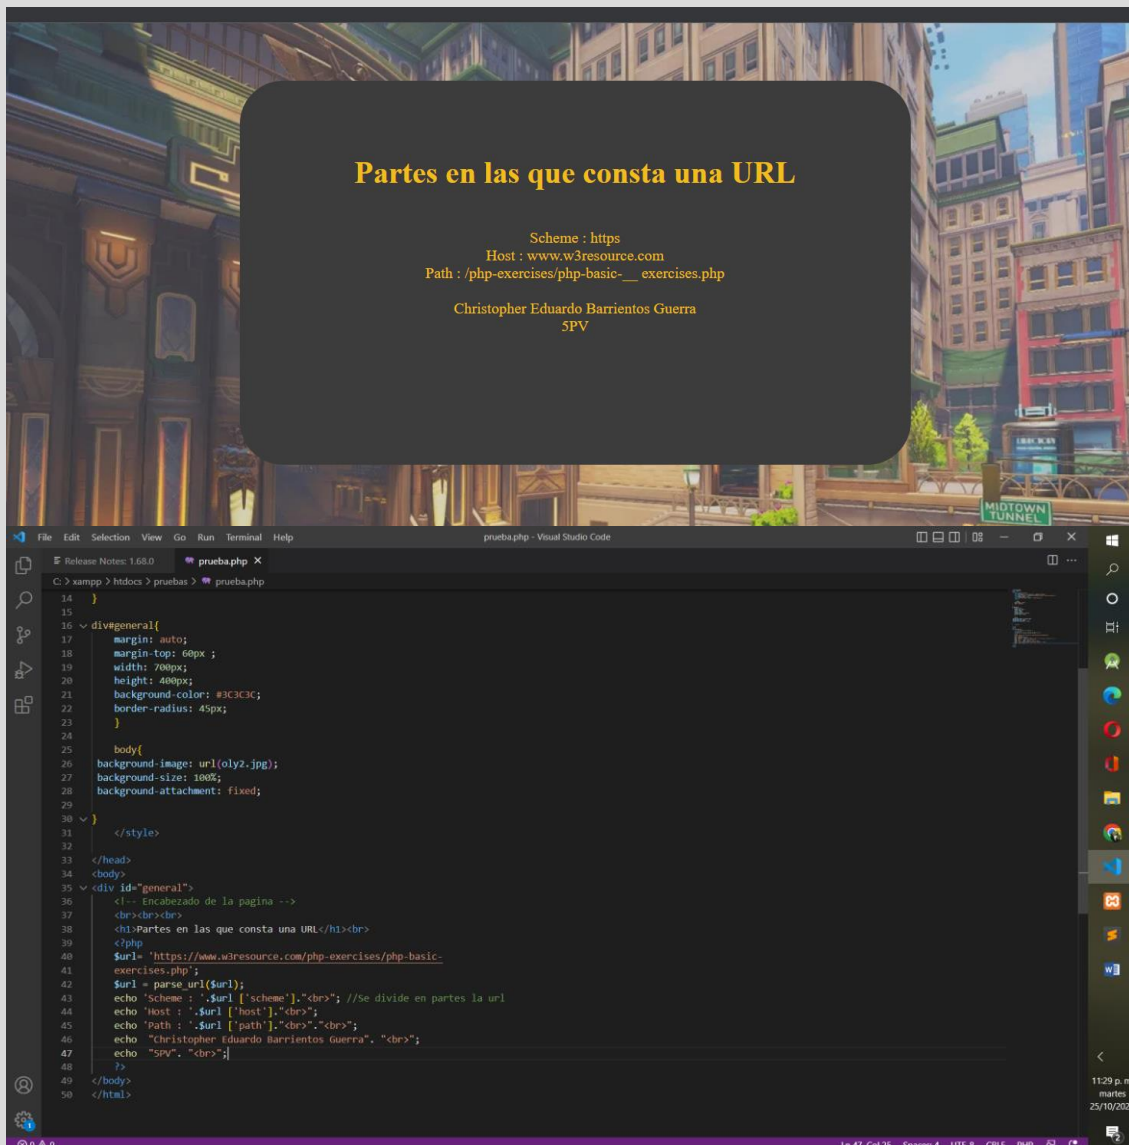 Partes en las que consta una URL
Scheme : https
Host : www.w3resource.com
Path : /php-exercises/php-basic-__ exercises.php
Christopher Eduardo Barrientos Guerra
5PV
MIDTOWN
TUNNEL
File Edit Selection View Go Run Terminal Help prueba.php - Visual Studio Code
Release Notes: 1.68.0 prueba.php
C: > xampp > htdocs > pruebas > prueba.php
14 }
15
16 div#general{
17 margin: auto;
18 margin-top: 60px ;
19 width: 700px;
20 height: 400px;
21 background-color: #3C3C3C;
22 border-radius: 45px;
23 }
24
25 body{
26 background-image: url(oly2.jpg);
27 background-size: 100%;
28 background-attachment: fixed;
29
30 }
31 </style>
32
33 </head>
34 <body>
35 <div id="general">
36 <!-- Encabezado de la pagina -->
37 <br><br><br>
38 <h1>Partes en las que consta una URL</h1><br>
39 <?php
40 $url= 'https://www.w3resource.com/php-exercises/php-basic-
41 exercises.php';
42 $url = parse_url($url);
43 echo 'Scheme : '.$url ['scheme']."<br>"; //Se divide en partes la url
44 echo 'Host : '.$url ['host']."<br>";
45 echo 'Path : '.$url ['path']."<br>"."<br>";
46 echo "Christopher Eduardo Barrientos Guerra". "<br>";
47 echo "5PV". "<br>";
48 ?>
49 </body>
50 </html>
11:29 p. m
martes
25/10/202